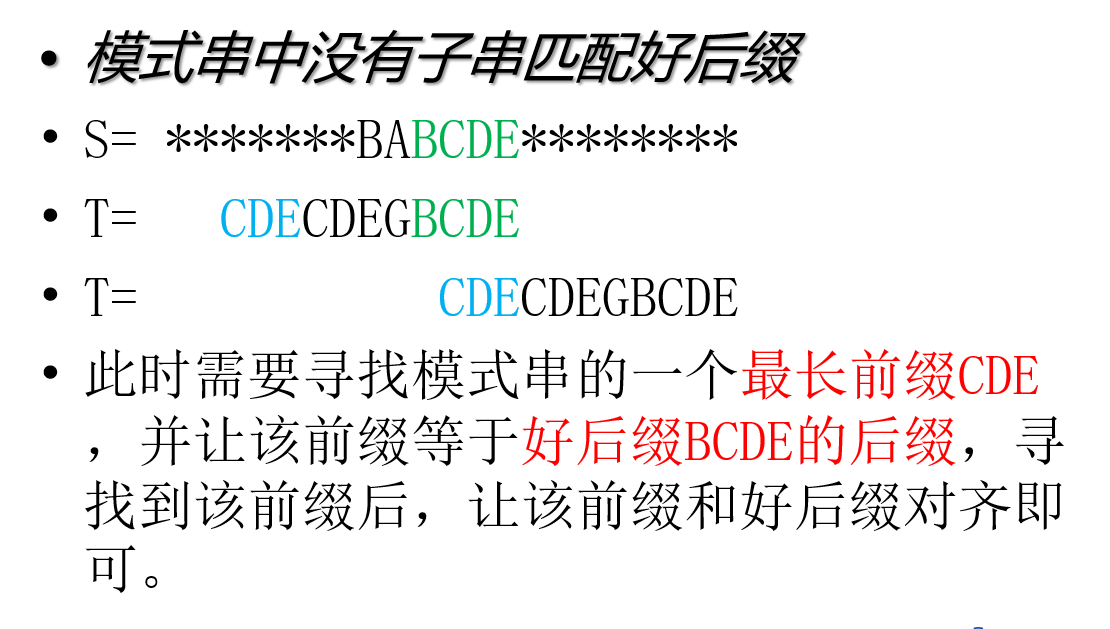 • 模式串中没有子串匹配好后缀
• S= *******BABCDE********
• T= CDECDEGBCDE
• T= CDECDEGBCDE
• 此时需要寻找模式串的一个最长前缀CDE
，并让该前缀等于好后缀BCDE的后缀，寻
找到该前缀后，让该前缀和好后缀对齐即
可。